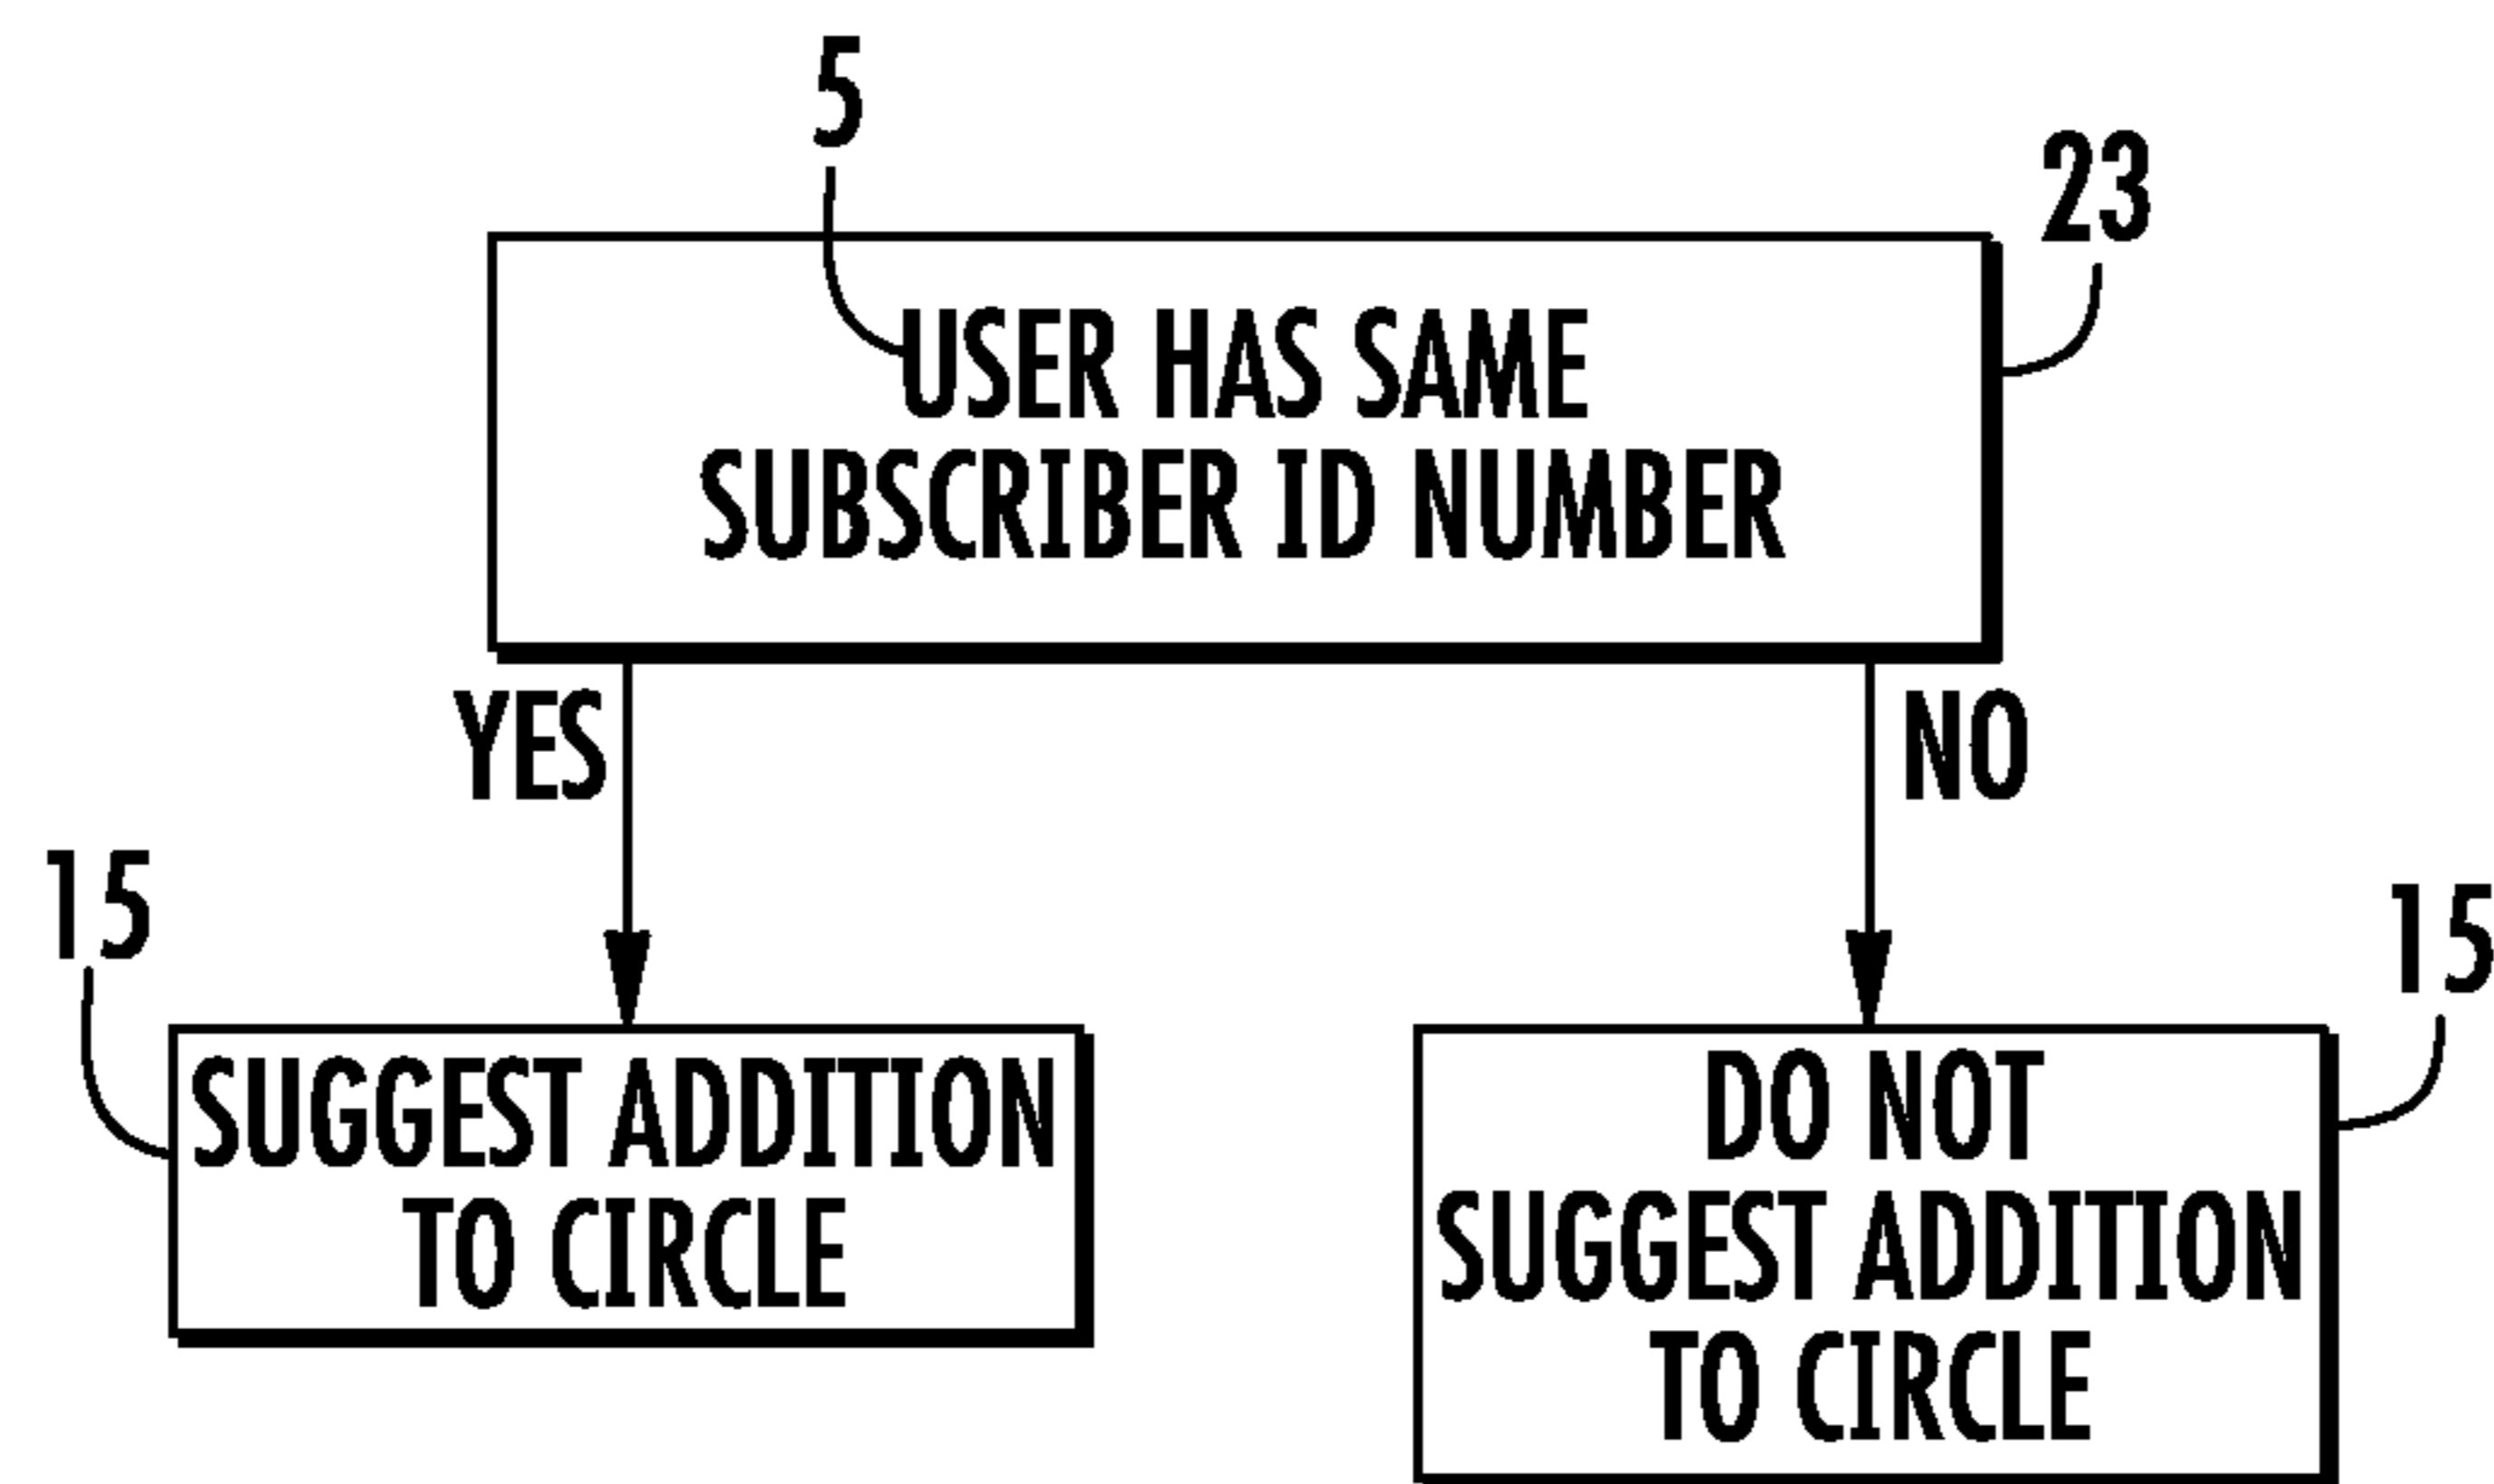 5
23
USER HAS SAME
SUBSCRIBER ID NUMBER
YES
NO
15
15
SUGGEST ADDITION
TO CIRCLE
DO NOT
SUGGEST ADDITION
TO CIRCLE